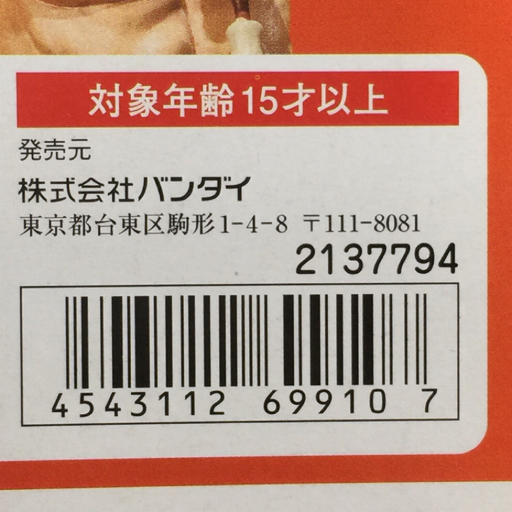 対象年齢15才以上
発売元
株式会社バンダイ
東京都台東区駒形1-4-8 〒111-8081
2137794
4543112 69910 7